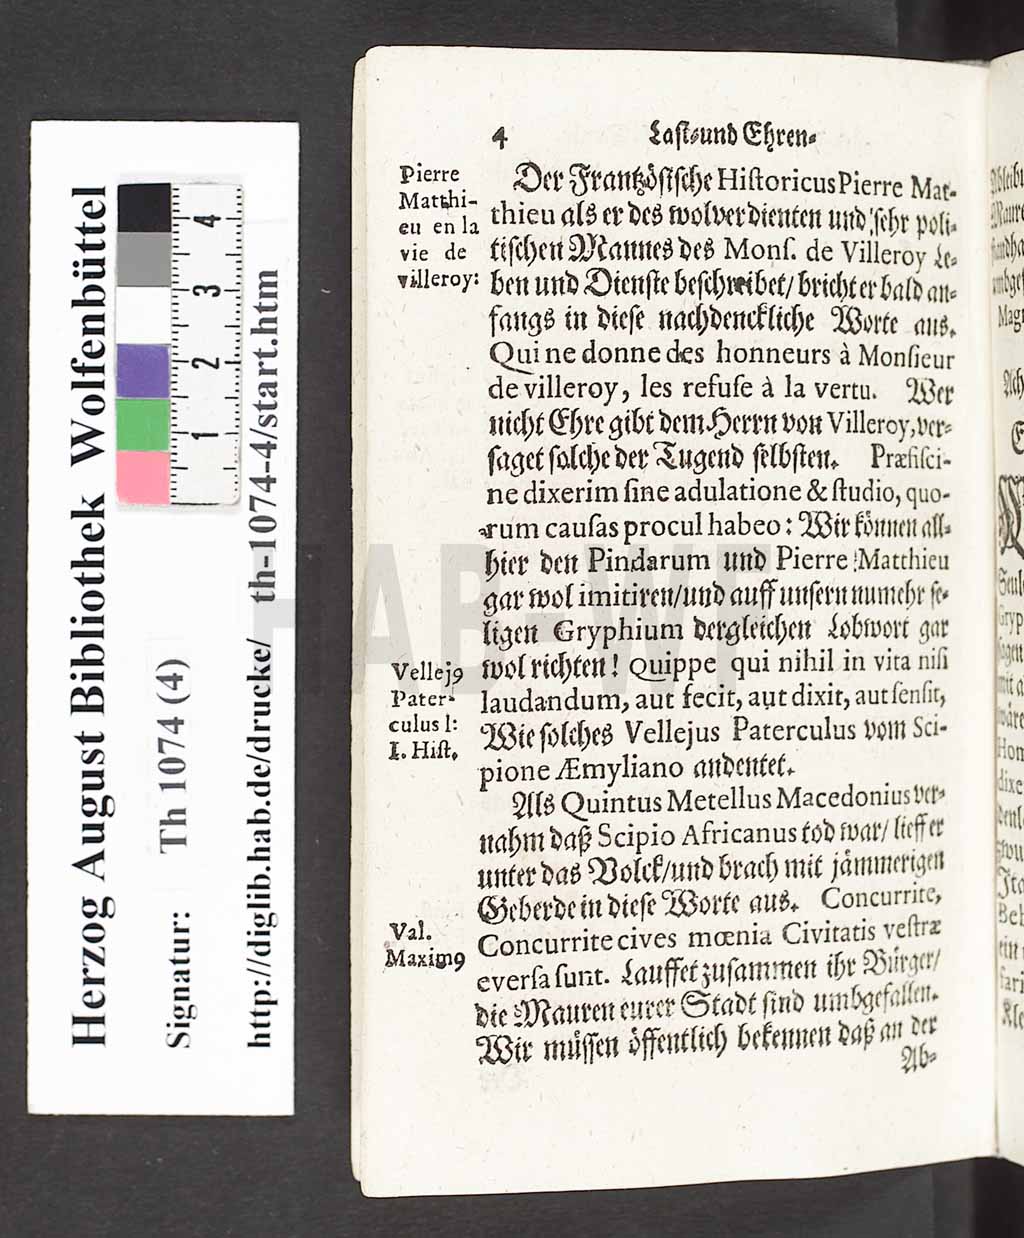 4 Last-und Ehren-
Pierre
Matthi-
eu en la
vie de
villeroy:
Der Frantzösische Historicus Pierre Mat-
thieu als er des wolverdienten und sehr poli-
tischen Mannes des Mons. de Villeroy Le-
ben und Dienste beschreibet/ bricht er bald an-
fangs in diese nachdenckliche Worte aus.
Qui ne donne des honneurs à Monsieur
de villeroy, les refuse à la vertu. Wer
nicht Ehre gibt dem Herrn von Villeroy, ver-
saget solche der Tugend selbsten. Præfisci-
ne dixerim sine adulatione & studio, quo-
rum causas procul habeo: Wir können all-
hier den Pindarum und Pierre Matthieu
gar wol imitiren/und auff unsern numehr se-
ligen Gryphium dergleichen Lobwort gar
wol richten! Quippe qui nihil in vita nisi
laudandum, aut fecit, aut dixit, aut sensit,
Wie solches Vellejus Paterculus vom Sci-
pione Æmyliano andeutet.
Vellej9
Pater-
culus l:
I. Hist.
Als Quintus Metellus Macedonius ver-
nahm daß Scipio Africanus tod war/ lieff er
unter das Volck/und brach mit jämmerigen
Geberde in diese Worte aus. Concurrite,
Concurrite cives mœnia Civitatis vestræ
eversa sunt. Lauffet zusammen ihr Bürger/
die Mauren eurer Stadt sind umbgefallen.
Wir müssen öffentlich bekennen daß an der
Ab-
Val.
Maxim9
Herzog August Bibliothek Wolfenbüttel
Signatur: Th 1074 (4)
http://diglib.hab.de/drucke/ th-1074-4/start.htm
1 2 3 4
HAB-WF